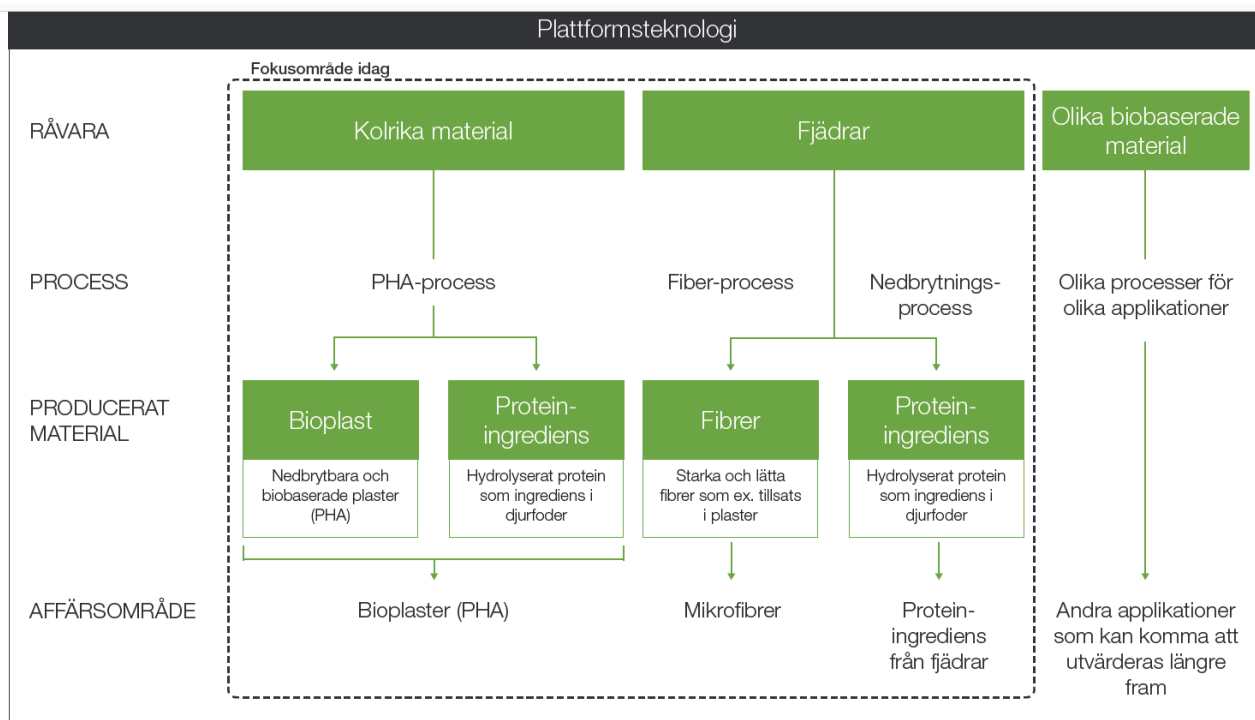 Plattformsteknologi
Fokusområde idag
RÅVARA
Kolrika material
Fjädrar
Olika biobaserade
material
PROCESS
PHA-process
Fiber-process
Nedbrytnings-
process
Olika processer för
olika applikationer
PRODUCERAT
MATERIAL
Bioplast
Nedbrytbara och
biobaserade plaster
(PHA)
Protein-
ingrediens
Hydrolyserat protein
som ingrediens i
djurfoder
Fibrer
Starka och lätta
fibrer som ex. tillsats
i plaster
Protein-
ingrediens
Hydrolyserat protein
som ingrediens i
djurfoder
AFFÄRSOMRÅDE
Bioplaster (PHA)
Mikrofibrer
Protein-
ingrediens
från fjädrar
Andra applikationer
som kan komma att
utvärderas längre
fram